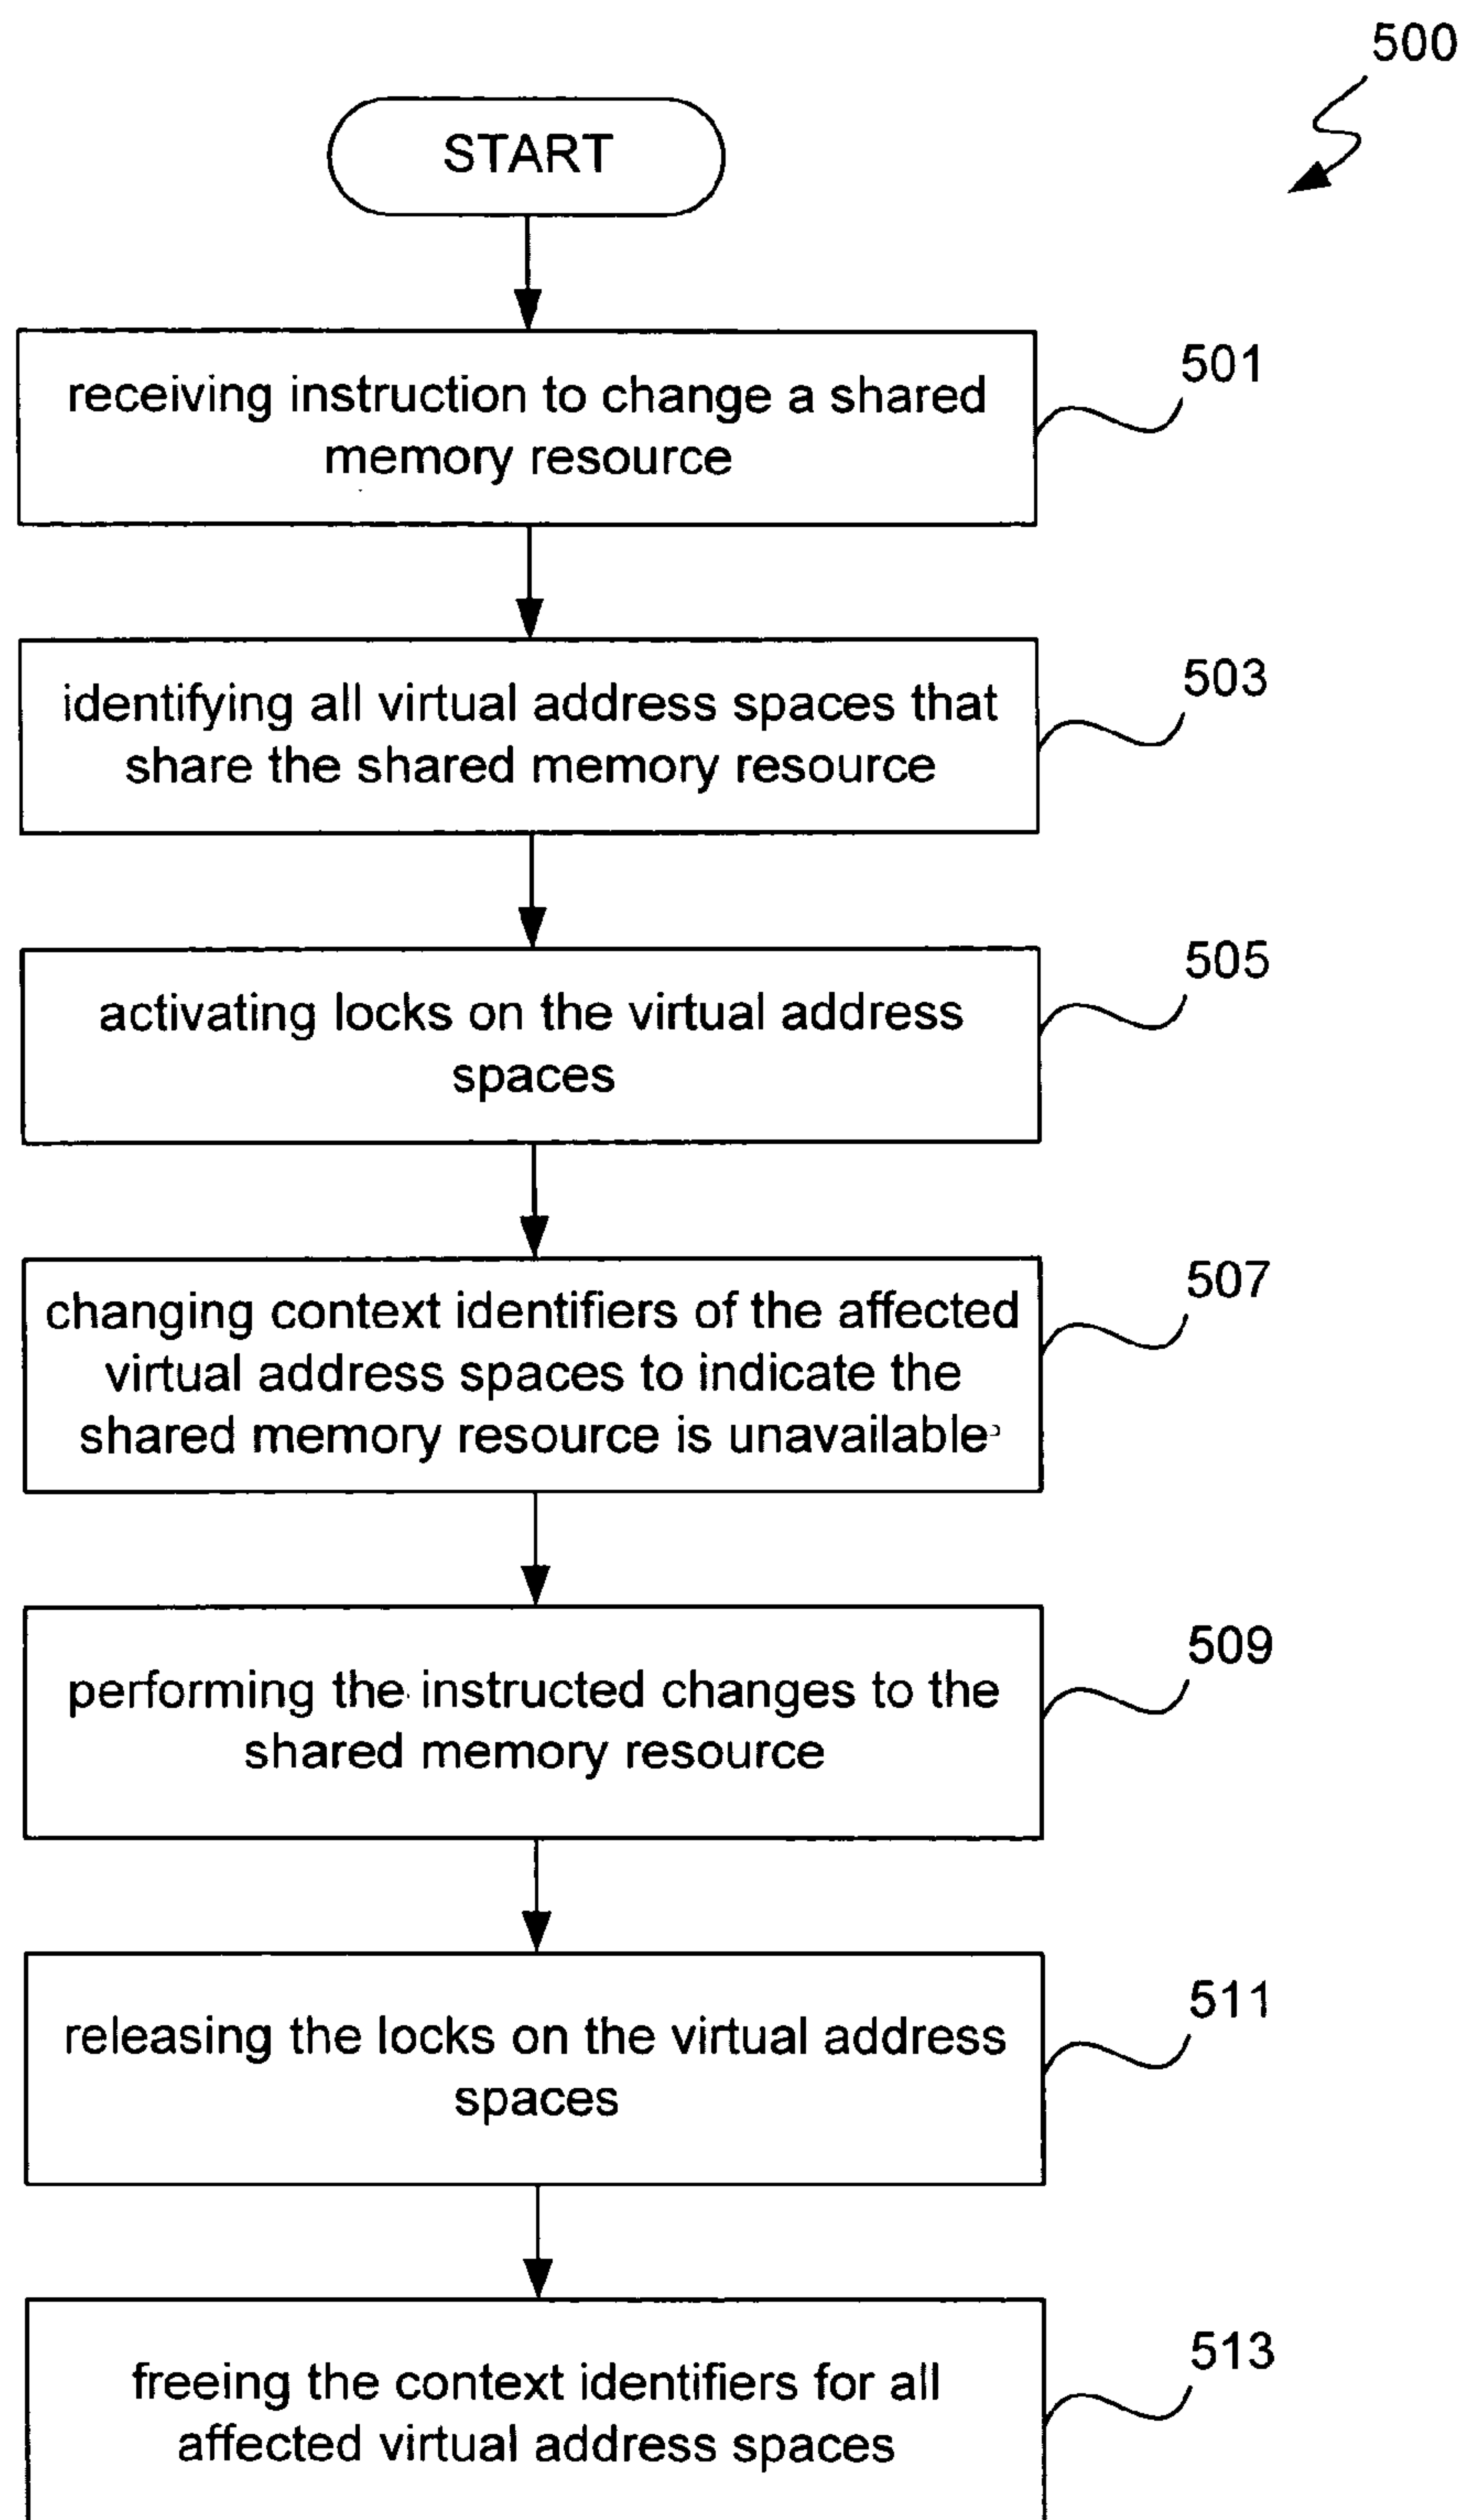 500
START
receiving instruction to change a shared
memory resource
501
identifying all virtual address spaces that
share the shared memory resource
503
activating locks on the virtual address
spaces
505
changing context identifiers of the affected
virtual address spaces to indicate the
shared memory resource is unavailable
507
performing the instructed changes to the
shared memory resource
509
releasing the locks on the virtual address
spaces
511
freeing the context identifiers for all
affected virtual address spaces
513